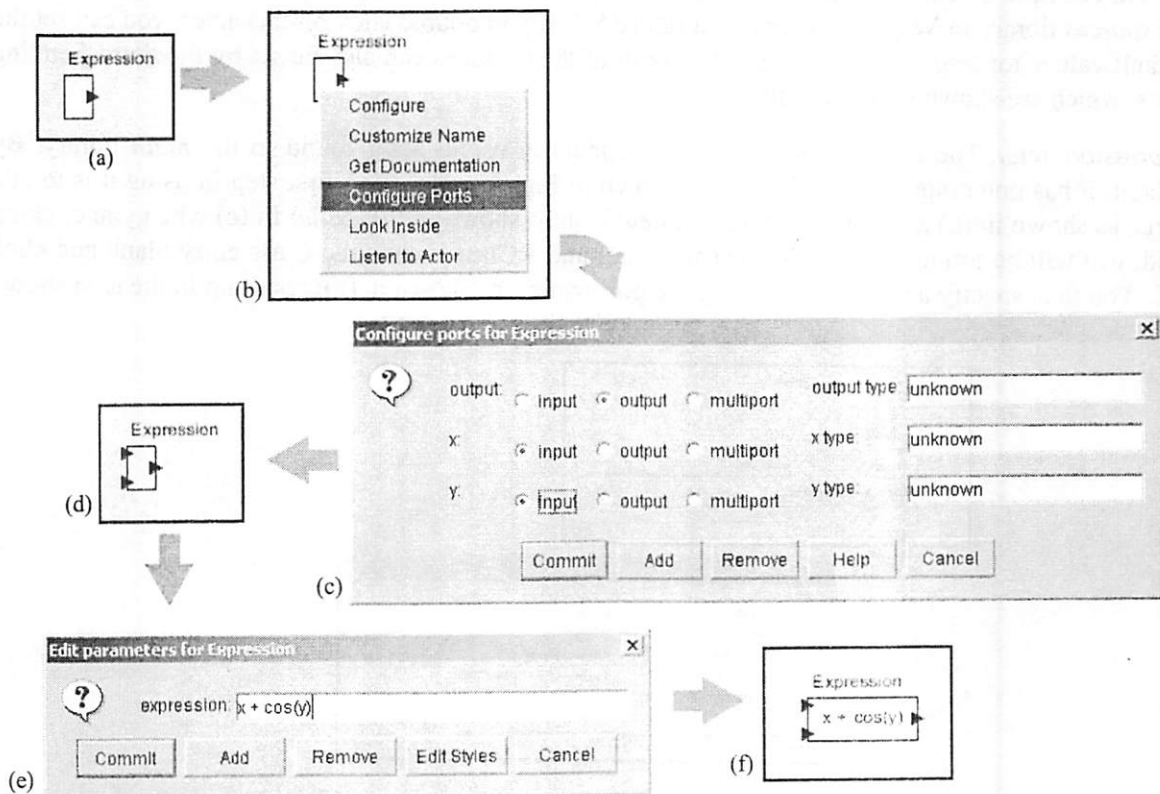 Expression
(a)
Expression
Configure
Customize Name
Get Documentation
Configure Ports
Look Inside
Listen to Actor
(b)
Configure ports for Expression
output: input output multiport output type: unknown
x: input output multiport x type: unknown
y: input output multiport y type: unknown
Commit Add Remove Help Cancel
(c)
Expression
(d)
Edit parameters for Expression
expression: x + cos(y)
Commit Add Remove Edit Styles Cancel
(e)
Expression
x + cos(y)
(f)